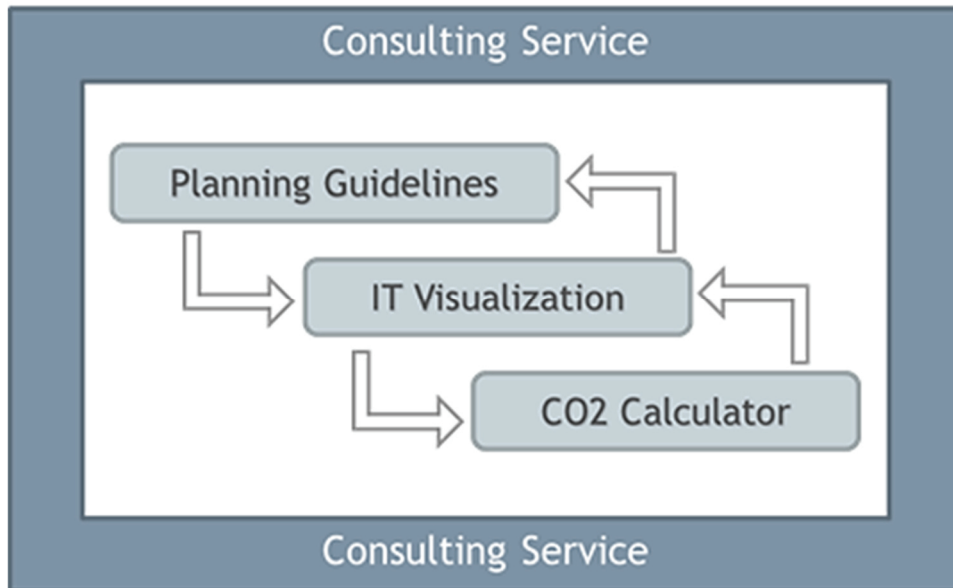 Consulting Service
Planning Guidelines
IT Visualization
CO2 Calculator
Consulting Service